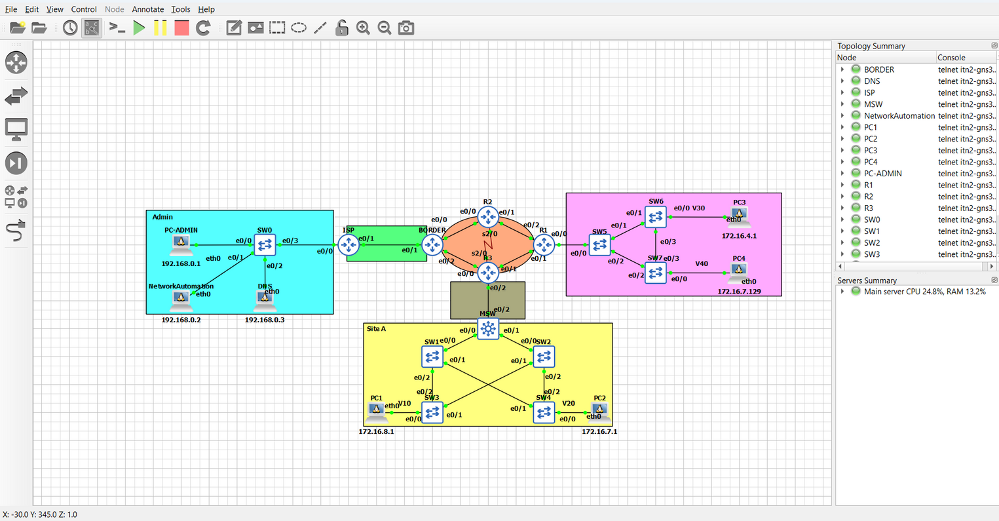 File Edit View Control Node Annotate Tools Help
Topology Summary
Node Console
BORDER telnet itn2-gns3..
DNS telnet itn2-gns3..
ISP telnet itn2-gns3..
MSW telnet itn2-gns3..
NetworkAutomation telnet itn2-gns3..
PC1 telnet itn2-gns3..
PC2 telnet itn2-gns3..
PC3 telnet itn2-gns3..
PC4 telnet itn2-gns3..
PC-ADMIN telnet itn2-gns3..
R1 telnet itn2-gns3..
R2 telnet itn2-gns3..
R3 telnet itn2-gns3..
SW0 telnet itn2-gns3..
SW1 telnet itn2-gns3..
SW2 telnet itn2-gns3..
SW3 telnet itn2-gns3..
Servers Summary
Main server CPU 24.8%, RAM 13.2%
Admin
PC-ADMIN
SW0
e0/0
e0/3
e0/1
eth0
192.168.0.1
e0/2
NetworkAutomation
eth0
DNS
eth0
192.168.0.2
192.168.0.3
ISP
e0/0
e0/1
BORDER
e0/0
e0/1
e0/2
R2
e0/0
e0/1
s2/0
s2/0
R3
e0/0
e0/1
e0/2
R1
e0/2
e0/0
e0/1
SW5
e0/0
e0/1
e0/2
SW6
e0/1
e0/0 V30
e0/3
PC3
eth0
172.16.4.1
SW7
e0/3
e0/2
e0/0
V40
PC4
eth0
172.16.7.129
MSW
e0/2
e0/0
e0/1
Site A
SW1
e0/0
e0/1
e0/2
SW2
e0/0
e0/1
e0/2
SW3
e0/2
e0/0
e0/1
SW4
e0/2
e0/1
e0/0
PC1
eth0
V10
172.16.8.1
V20
PC2
eth0
172.16.7.1
X: -30.0 Y: 345.0 Z: 1.0